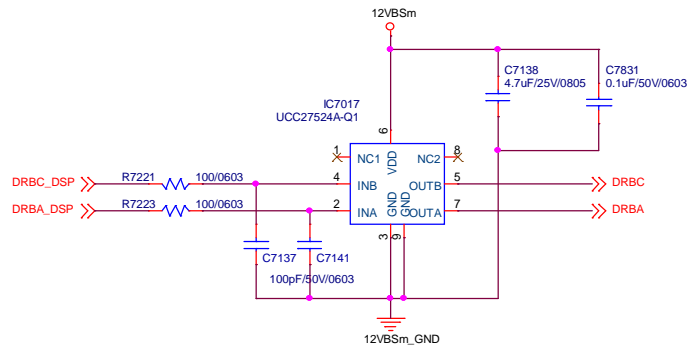 12VBSm
C7138
4.7uF/25V/0805
C7831
0.1uF/50V/0603
IC7017
UCC27524A-Q1
6
1 NC1 VDD NC2 8
DRBC_DSP R7221 100/0603 4 INB OUTB 5 DRBC
DRBA_DSP R7223 100/0603 2 INA GND GND OUTA 7 DRBA
3 9
C7137 C7141
100pF/50V/0603
12VBSm_GND